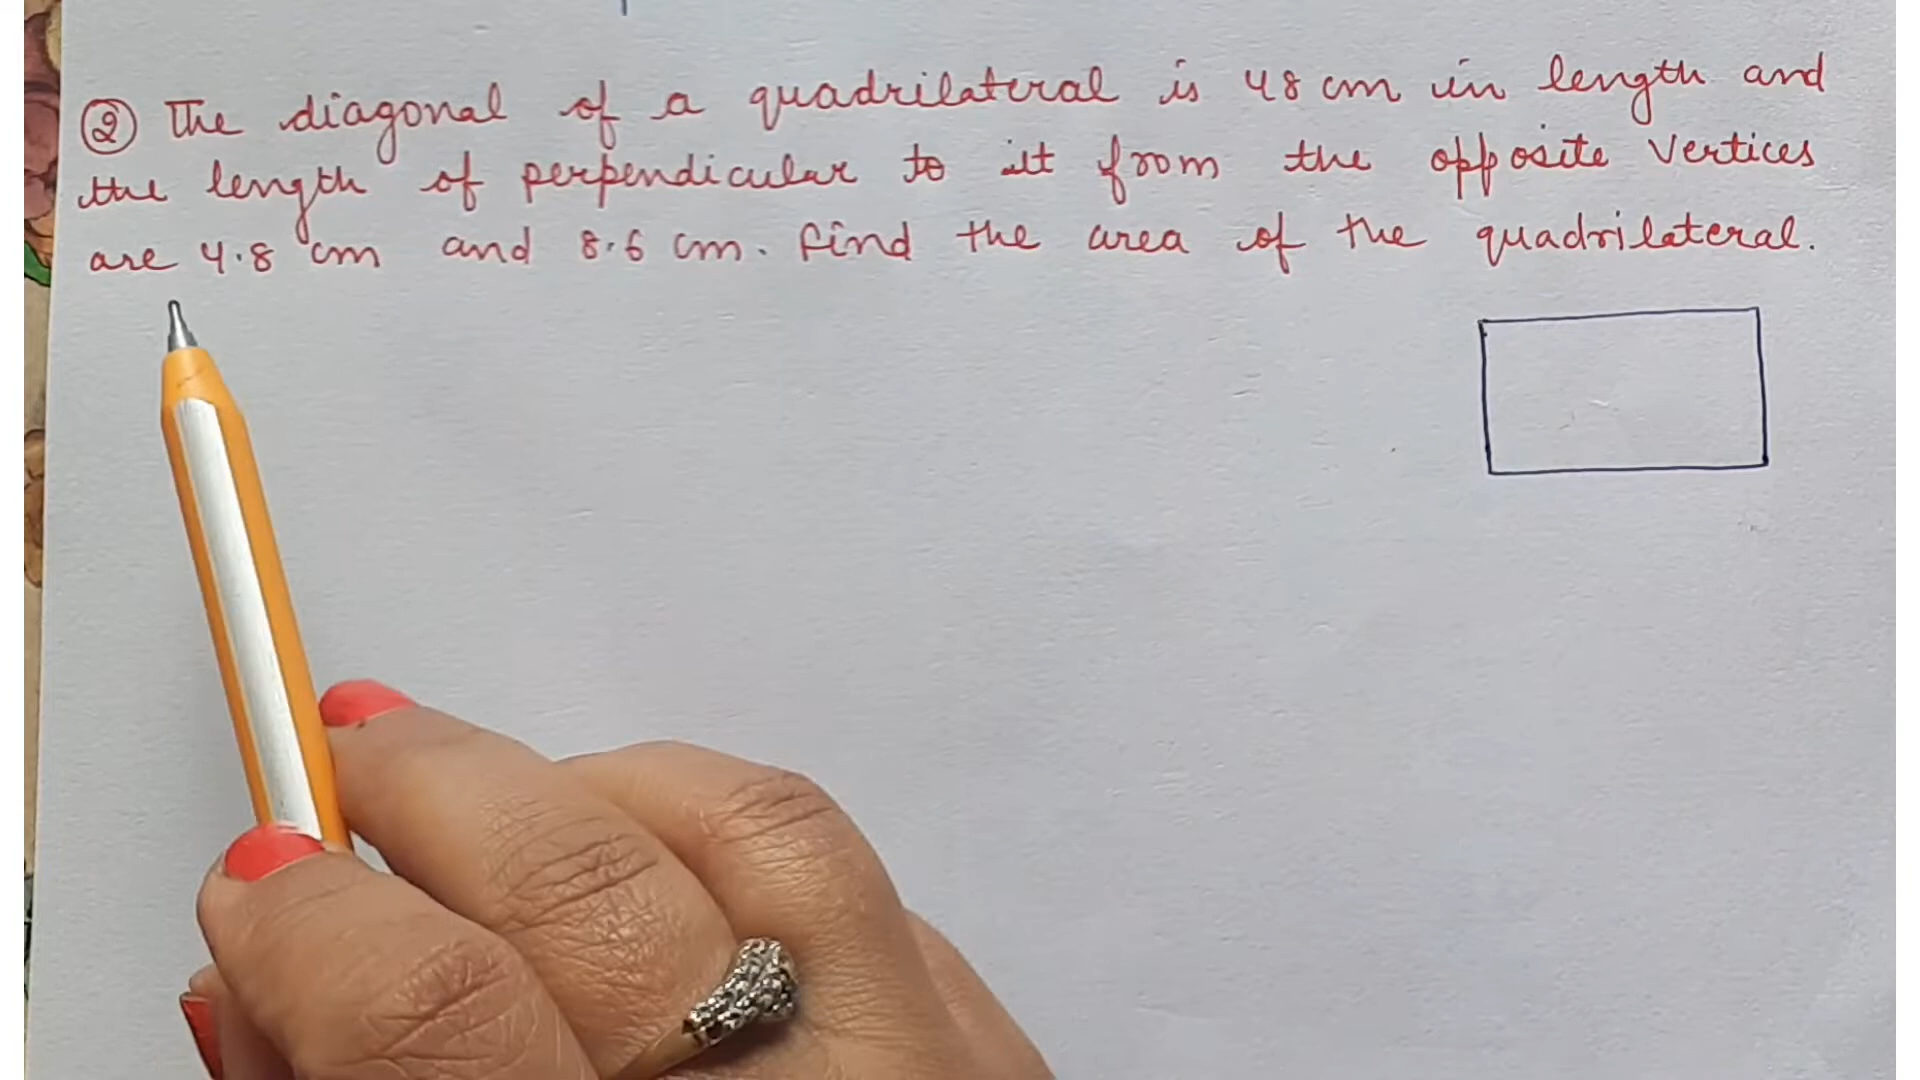 ② The diagonal of a quadrilateral is 48 cm in length and
the length of perpendicular to it from the opposite vertices
are 4.8 cm and 8.6 cm. find the area of the quadrilateral.